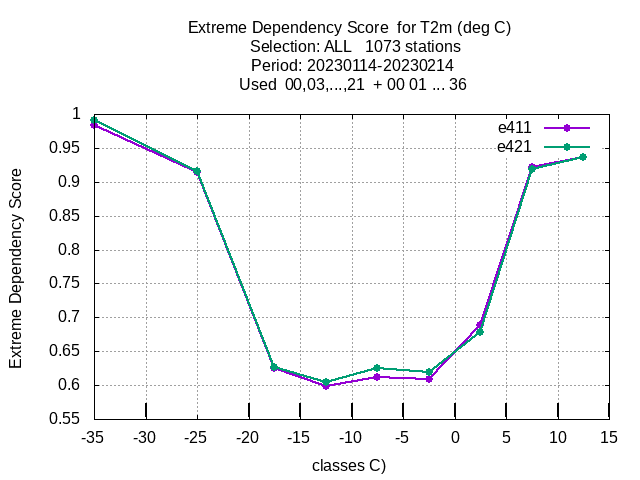 Extreme Dependency Score  for T2m (deg C)
Selection: ALL   1073 stations
Period: 20230114-20230214
Used  00,03,...,21  + 00 01 ... 36
e411
e421
1
0.95
0.9
0.85
0.8
0.75
0.7
0.65
0.6
0.55
Extreme Dependency Score
-35 -30 -25 -20 -15 -10 -5 0 5 10 15
classes C)